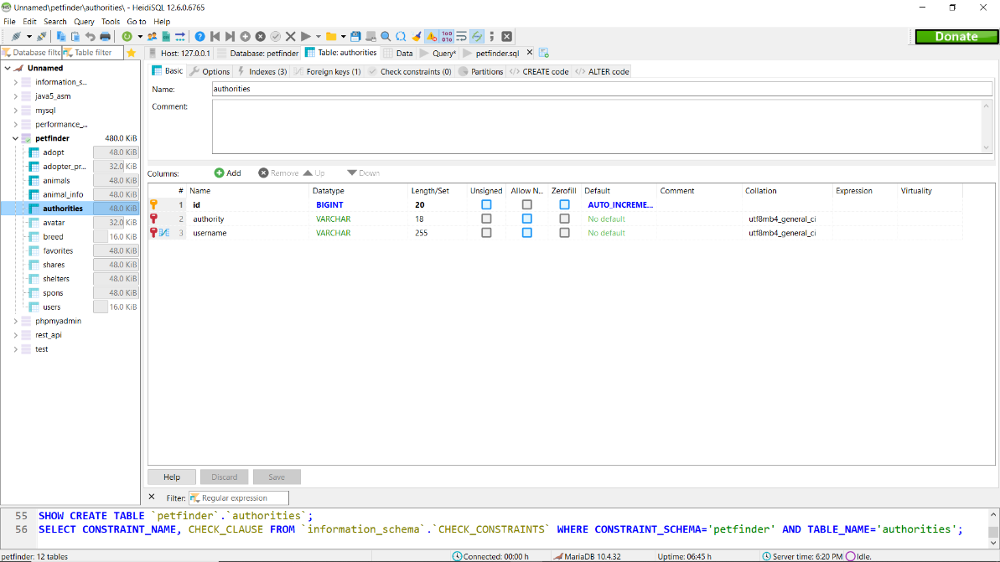 Unnamed\petfinder\authorities\ - HeidiSQL 12.6.0.6765
File Edit Search Query Tools Go to Help
Donate
Database filte Table filter
Host: 127.0.0.1 Database: petfinder Table: authorities Data Query* petfinder.sql
Basic Options Indexes (3) Foreign keys (1) Check constraints (0) Partitions CREATE code ALTER code
Unnamed
information_s...
java5_asm
mysql
performance_...
petfinder 480.0 KiB
adopt 48.0 KiB
adopter_pr... 32.0 KiB
animals 48.0 KiB
animal_info 48.0 KiB
authorities 48.0 KiB
avatar 32.0 KiB
breed 16.0 KiB
favorites 48.0 KiB
shares 48.0 KiB
shelters 48.0 KiB
spons 48.0 KiB
users 16.0 KiB
phpmyadmin
rest_api
test
Name: authorities
Comment:
Columns: Add Remove Up Down
# Name Datatype Length/Set Unsigned Allow N... Zerofill Default Comment Collation Expression Virtuality
1 id BIGINT 20 AUTO_INCREME...
2 authority VARCHAR 18 No default utf8mb4_general_ci
3 username VARCHAR 255 No default utf8mb4_general_ci
Help Discard Save
Filter: Regular expression
55 SHOW CREATE TABLE `petfinder`.`authorities`;
56 SELECT CONSTRAINT_NAME, CHECK_CLAUSE FROM `information_schema`.`CHECK_CONSTRAINTS` WHERE CONSTRAINT_SCHEMA='petfinder' AND TABLE_NAME='authorities';
petfinder: 12 tables Connected: 00:00 h MariaDB 10.4.32 Uptime: 06:45 h Server time: 6:20 PM Idle.